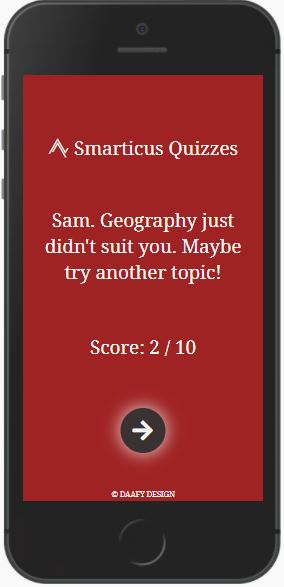 Smarticus Quizzes
Sam. Geography just
didn't suit you. Maybe
try another topic!
Score: 2 / 10
© DAAFY DESIGN